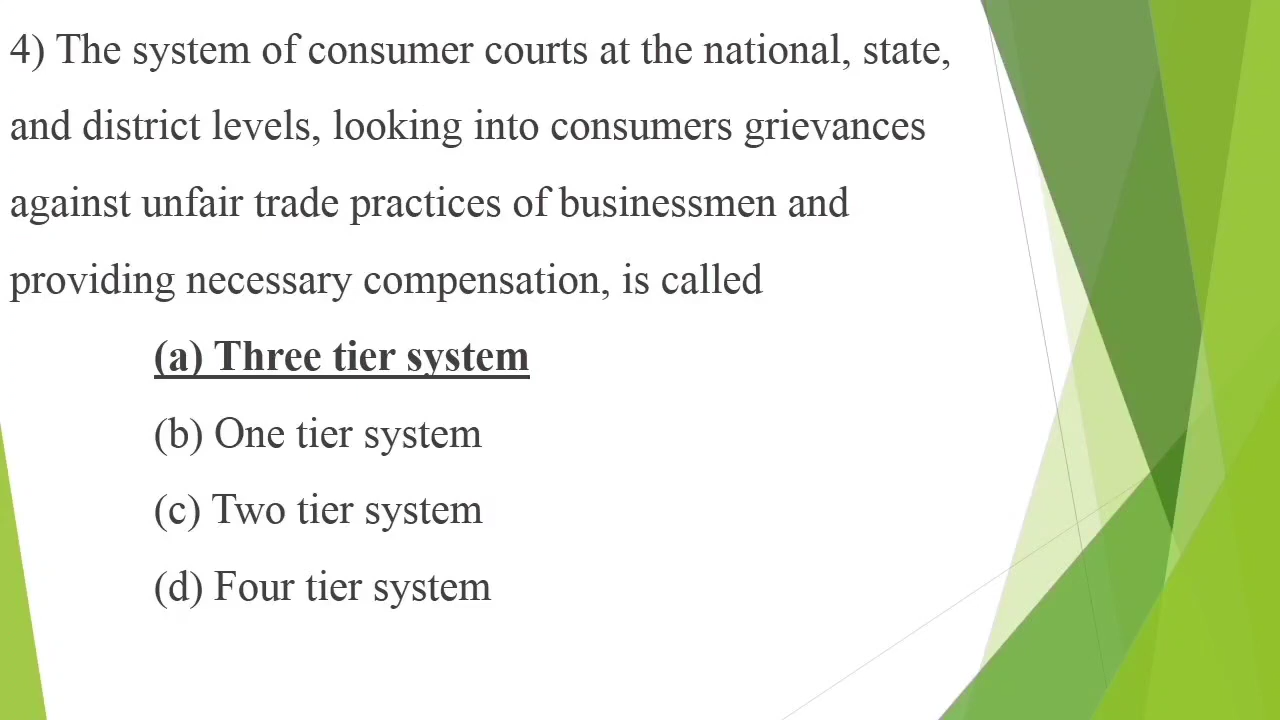 4) The system of consumer courts at the national, state,
and district levels, looking into consumers grievances
against unfair trade practices of businessmen and
providing necessary compensation, is called
(a) Three tier system
(b) One tier system
(c) Two tier system
(d) Four tier system